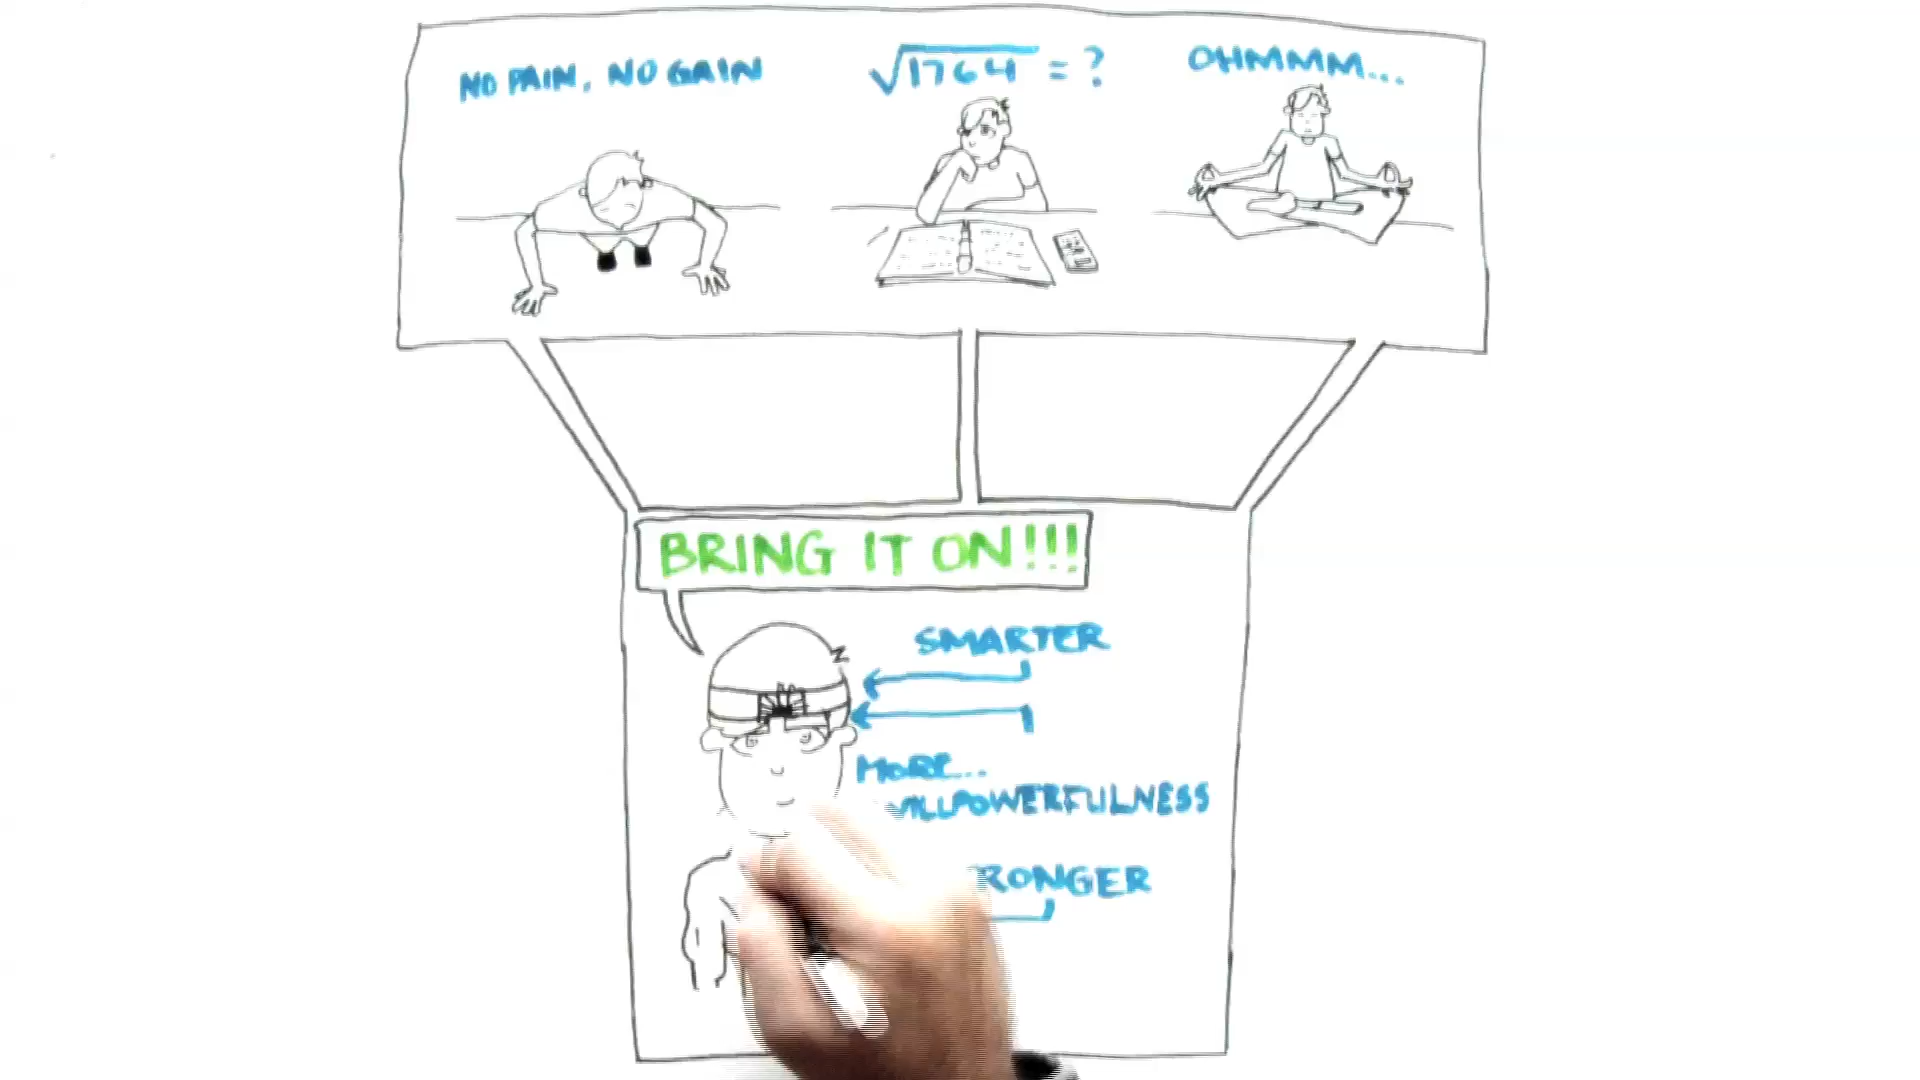 NO PAIN, NO GAIN
√1764 = ?
OHMMM...
BRING IT ON!!!
SMARTER
MORE...
WILLPOWERFULNESS
RONGER